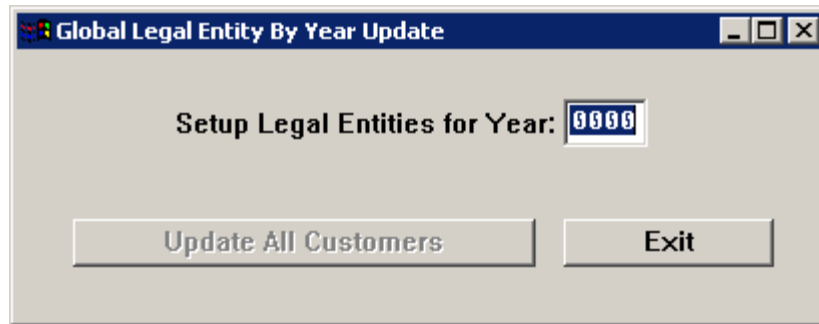 Global Legal Entity By Year Update
Setup Legal Entities for Year: 0000
Update All Customers Exit